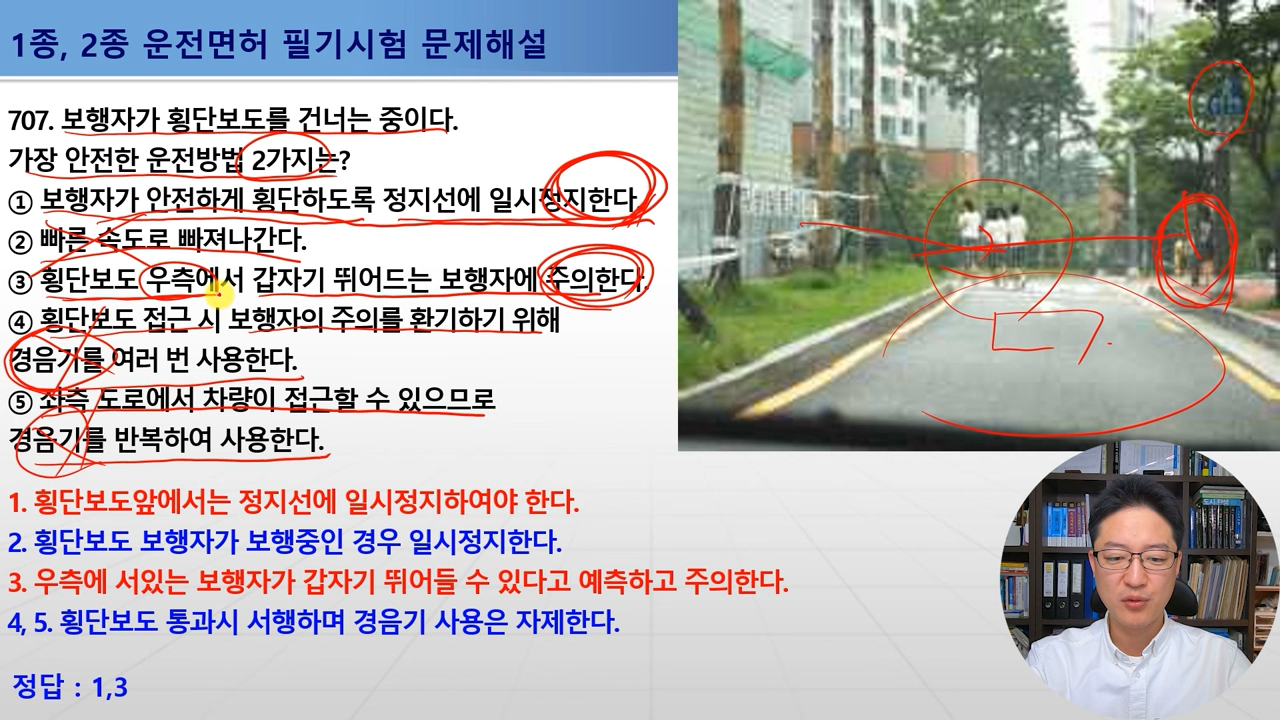 1종, 2종 운전면허 필기시험 문제해설
707. 보행자가 횡단보도를 건너는 중이다.
가장 안전한 운전방법 2가지는?
① 보행자가 안전하게 횡단하도록 정지선에 일시정지한다.
② 빠른 속도로 빠져나간다.
③ 횡단보도 우측에서 갑자기 뛰어드는 보행자에 주의한다.
④ 횡단보도 접근 시 보행자의 주의를 환기하기 위해
경음기를 여러 번 사용한다.
⑤ 좌측 도로에서 차량이 접근할 수 있으므로
경음기를 반복하여 사용한다.
1. 횡단보도앞에서는 정지선에 일시정지하여야 한다.
2. 횡단보도 보행자가 보행중인 경우 일시정지한다.
3. 우측에 서있는 보행자가 갑자기 뛰어들 수 있다고 예측하고 주의한다.
4, 5. 횡단보도 통과시 서행하며 경음기 사용은 자제한다.
정답 : 1,3